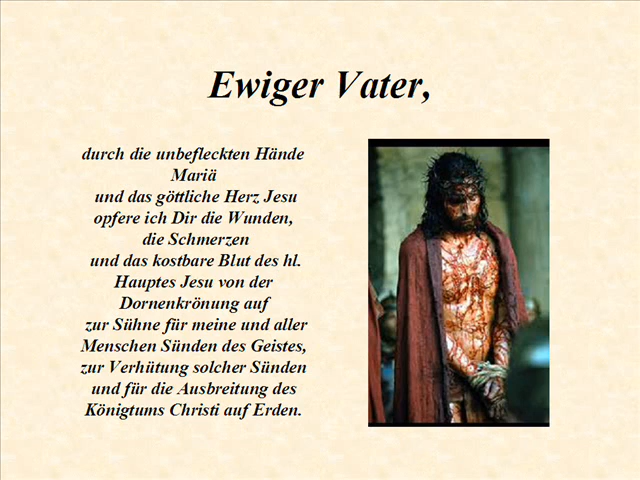 Ewiger Vater,
durch die unbefleckten Hände
Mariä
und das göttliche Herz Jesu
opfere ich Dir die Wunden,
die Schmerzen
und das kostbare Blut des hl.
Hauptes Jesu von der
Dornenkrönung auf
zur Sühne für meine und aller
Menschen Sünden des Geistes,
zur Verhütung solcher Sünden
und für die Ausbreitung des
Königtums Christi auf Erden.